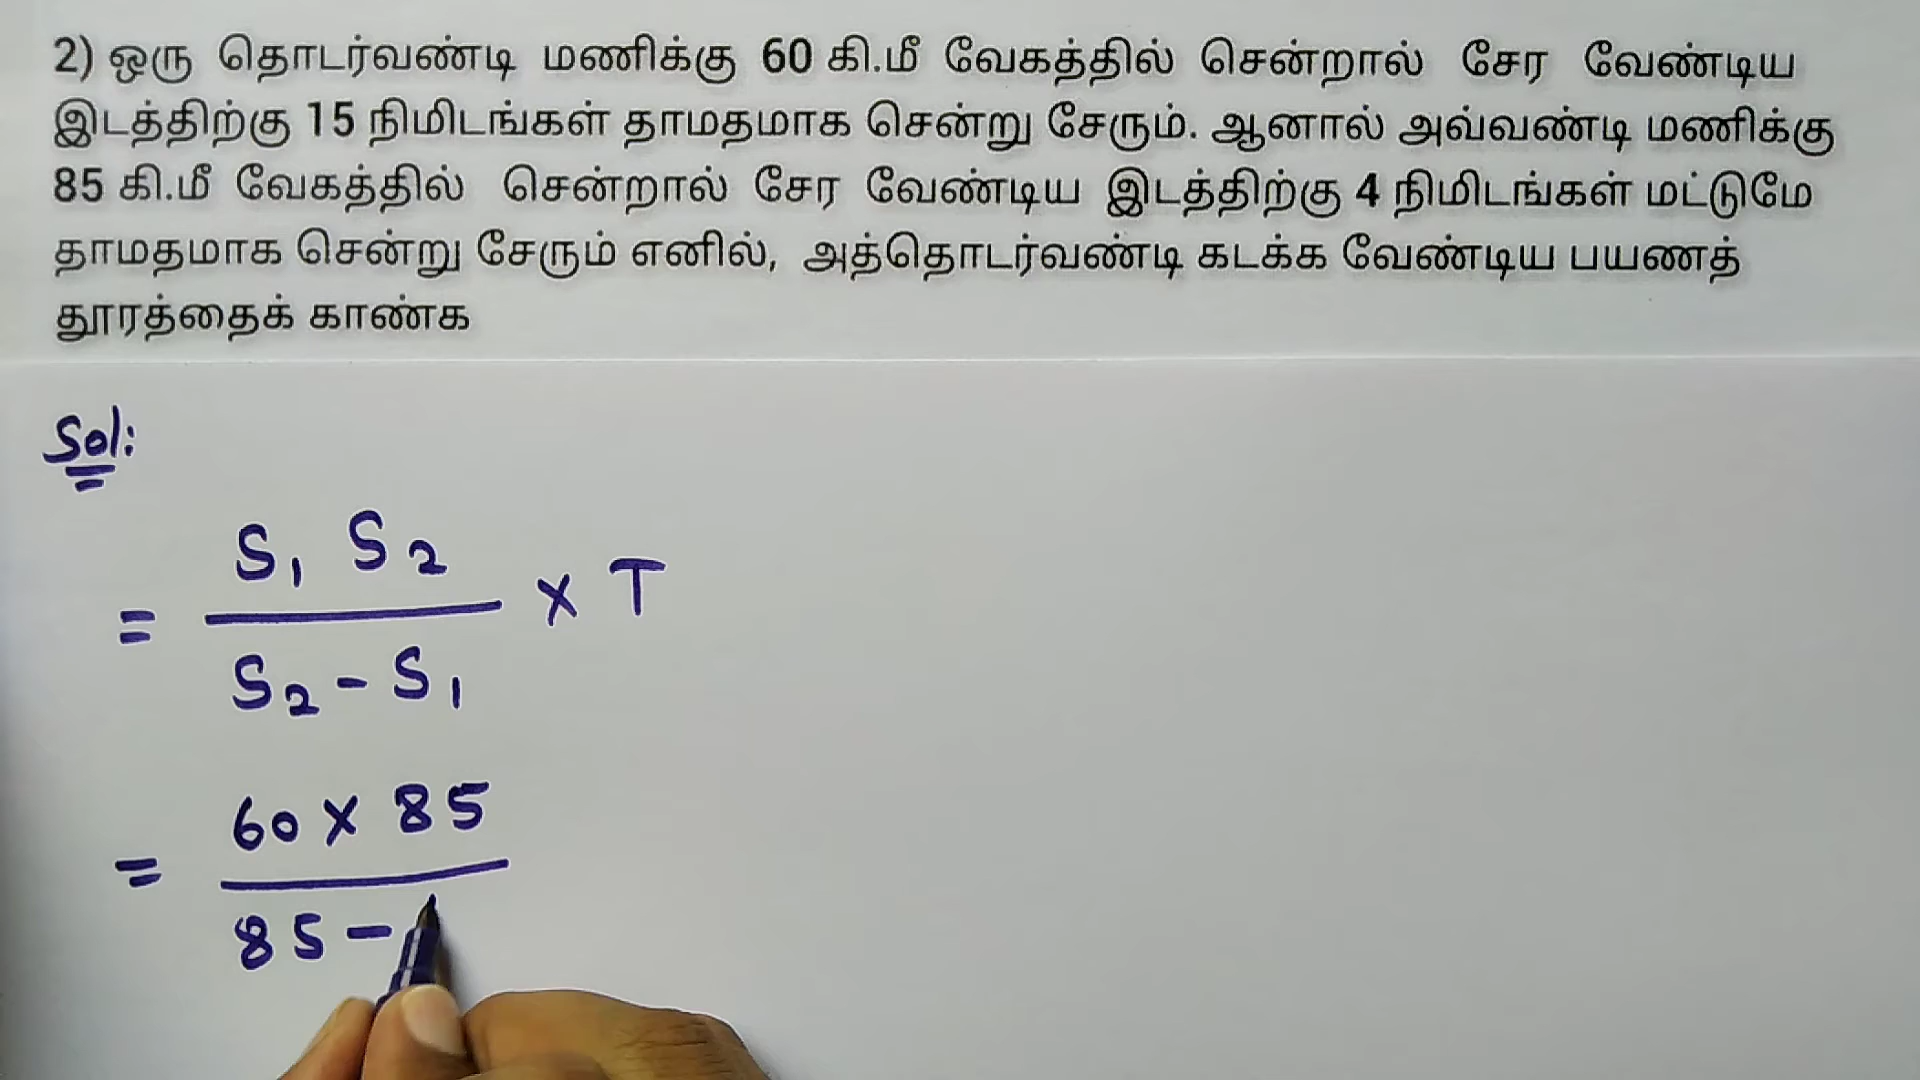 2) ஒரு தொடர்வண்டி மணிக்கு 60 கி.மீ வேகத்தில் சென்றால் சேர வேண்டிய
இடத்திற்கு 15 நிமிடங்கள் தாமதமாக சென்று சேரும். ஆனால் அவ்வண்டி மணிக்கு
85 கி.மீ வேகத்தில் சென்றால் சேர வேண்டிய இடத்திற்கு 4 நிமிடங்கள் மட்டுமே
தாமதமாக சென்று சேரும் எனில், அத்தொடர்வண்டி கடக்க வேண்டிய பயணத்
தூரத்தைக் காண்க
Sol:
S₁ S₂
= × T
S₂ - S₁
60 × 85
=
85 -